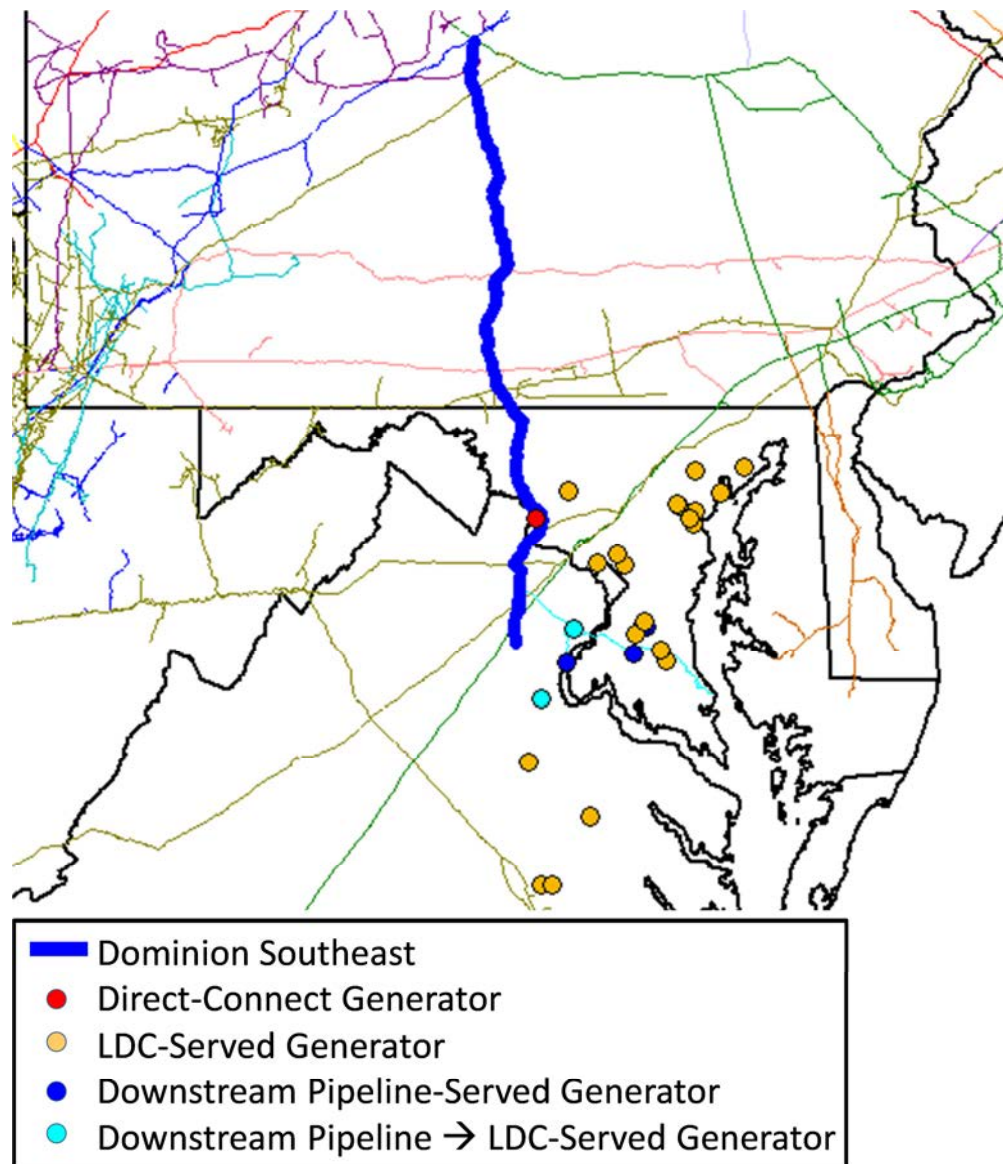 Dominion Southeast
Direct-Connect Generator
LDC-Served Generator
Downstream Pipeline-Served Generator
Downstream Pipeline → LDC-Served Generator